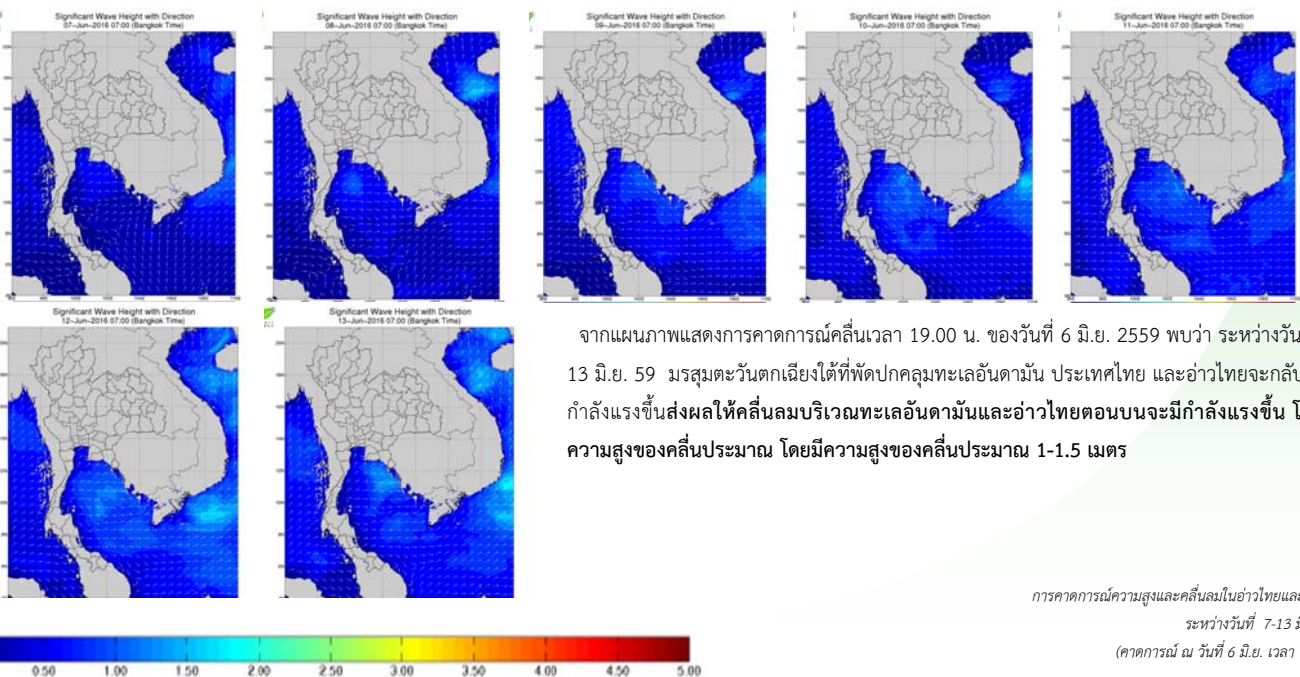 Significant Wave Height with Direction
07-Jun-2016 07:00 (Bangkok Time)
Significant Wave Height with Direction
08-Jun-2016 07:00 (Bangkok Time)
Significant Wave Height with Direction
09-Jun-2016 07:00 (Bangkok Time)
Significant Wave Height with Direction
10-Jun-2016 07:00 (Bangkok Time)
Significant Wave Height with Direction
11-Jun-2016 07:00 (Bangkok Time)
Significant Wave Height with Direction
12-Jun-2016 07:00 (Bangkok Time)
Significant Wave Height with Direction
13-Jun-2016 07:00 (Bangkok Time)
จากแผนภาพแสดงการคาดการณ์คลื่นเวลา 19.00 น. ของวันที่ 6 มิ.ย. 2559 พบว่า ระหว่างวัน
13 มิ.ย. 59 มรสุมตะวันตกเฉียงใต้ที่พัดปกคลุมทะเลอันดามัน ประเทศไทย และอ่าวไทยจะกลับ
กำลังแรงขึ้นส่งผลให้คลื่นลมบริเวณทะเลอันดามันและอ่าวไทยตอนบนจะมีกำลังแรงขึ้น โ
ความสูงของคลื่นประมาณ โดยมีความสูงของคลื่นประมาณ 1-1.5 เมตร
การคาดการณ์ความสูงและคลื่นลมในอ่าวไทยและ
ระหว่างวันที่ 7-13 มิ
(คาดการณ์ ณ วันที่ 6 มิ.ย. เวลา
0.50 1.00 1.50 2.00 2.50 3.00 3.50 4.00 4.50 5.00